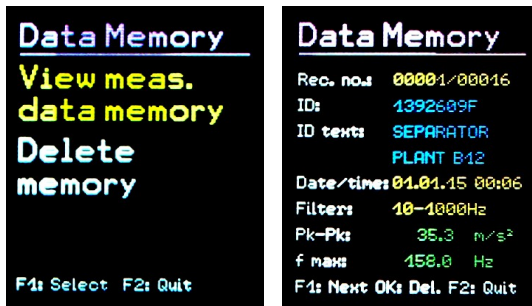 Data Memory
View meas.
data memory
Delete
memory
F1: Select F2: Quit
Data Memory
Rec. no.: 00001/00016
ID: 1392609F
ID text: SEPARATOR
PLANT B12
Date/time: 01.01.15 00:06
Filter: 10-1000Hz
Pk-Pk: 35.3 m/s²
f max: 158.0 Hz
F1: Next OK: Del. F2: Quit